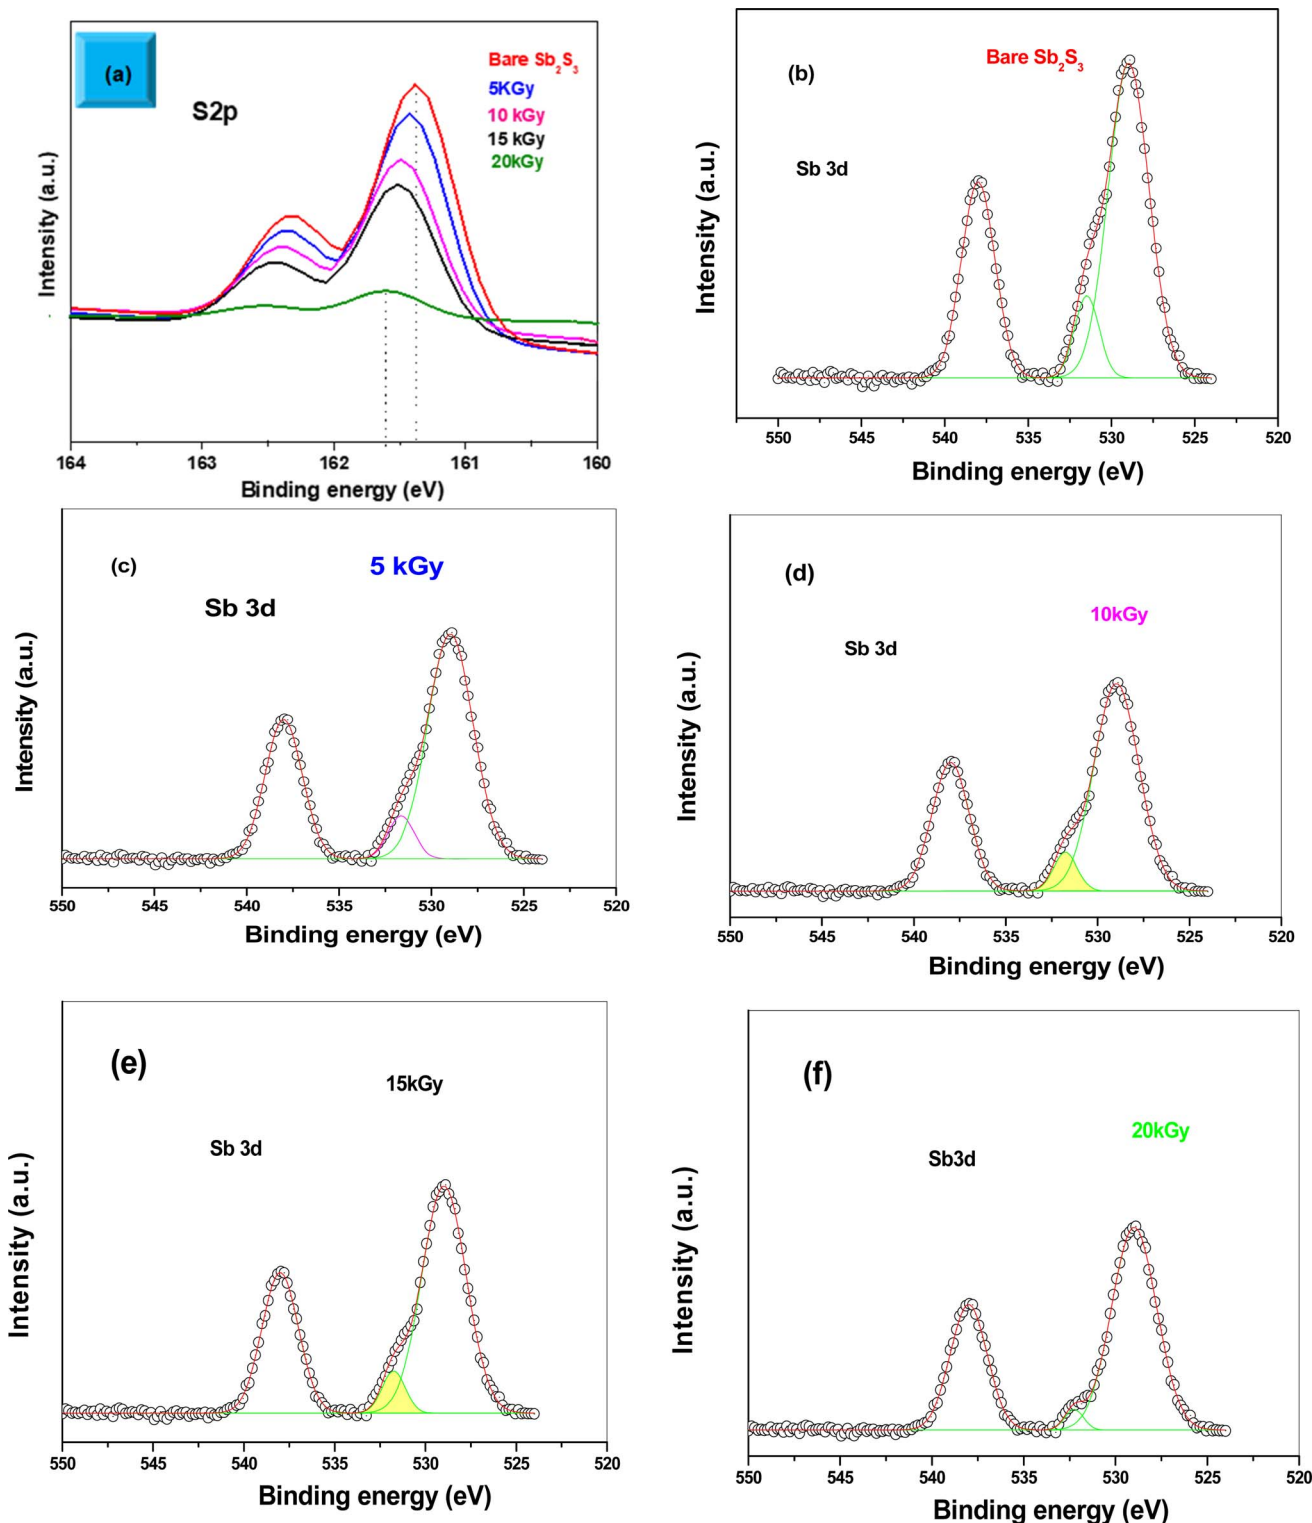 (a)
S2p
Bare Sb₂S₃
5KGy
10 kGy
15 kGy
20kGy
Intensity (a.u.)
164 163 162 161 160
Binding energy (eV)
(b)
Bare Sb₂S₃
Sb 3d
Intensity (a.u.)
550 545 540 535 530 525 520
Binding energy (eV)
(c)
5 kGy
Sb 3d
Intensity (a.u.)
550 545 540 535 530 525 520
Binding energy (eV)
(d)
10kGy
Sb 3d
Intensity (a.u.)
550 545 540 535 530 525 520
Binding energy (eV)
(e)
15kGy
Sb 3d
Intensity (a.u.)
550 545 540 535 530 525 520
Binding energy (eV)
(f)
20kGy
Sb3d
Intensity (a.u.)
550 545 540 535 530 525 520
Binding energy (eV)